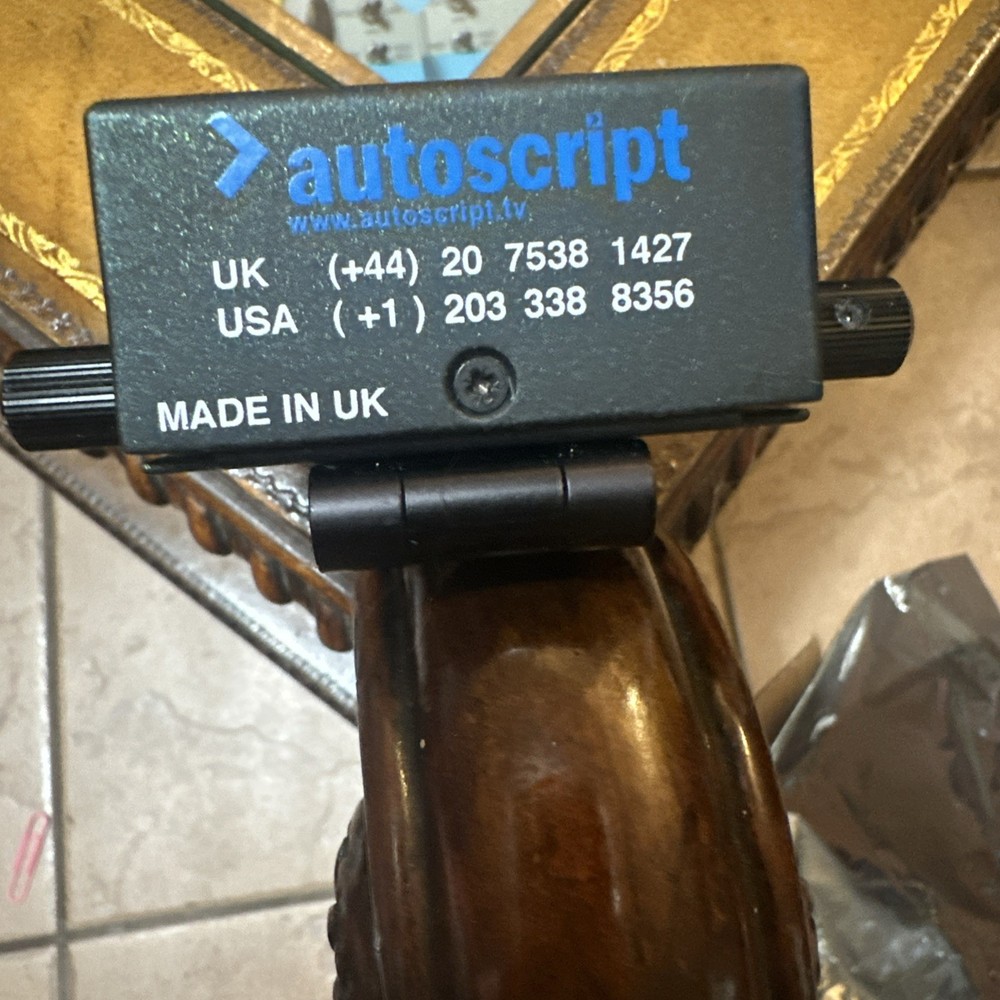 autoscript
www.autoscript.tv
UK (+44) 20 7538 1427
USA ( +1 ) 203 338 8356
MADE IN UK